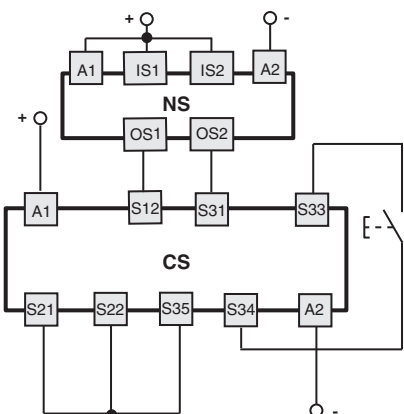 + -
A1 IS1 IS2 A2
NS
OS1 OS2
+
A1 S12 S31 S33
CS
S21 S22 S35 S34 A2
-